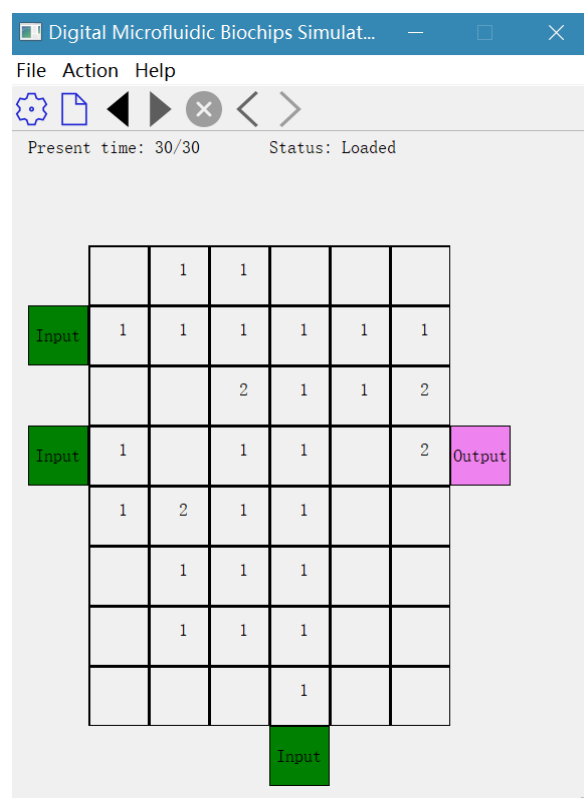 Digital Microfluidic Biochips Simulat...
File Action Help
Present time: 30/30 Status: Loaded
1 1
Input 1 1 1 1 1 1
2 1 1 2
Input 1 1 1 2 Output
1 2 1 1
1 1 1
1 1 1
1
Input